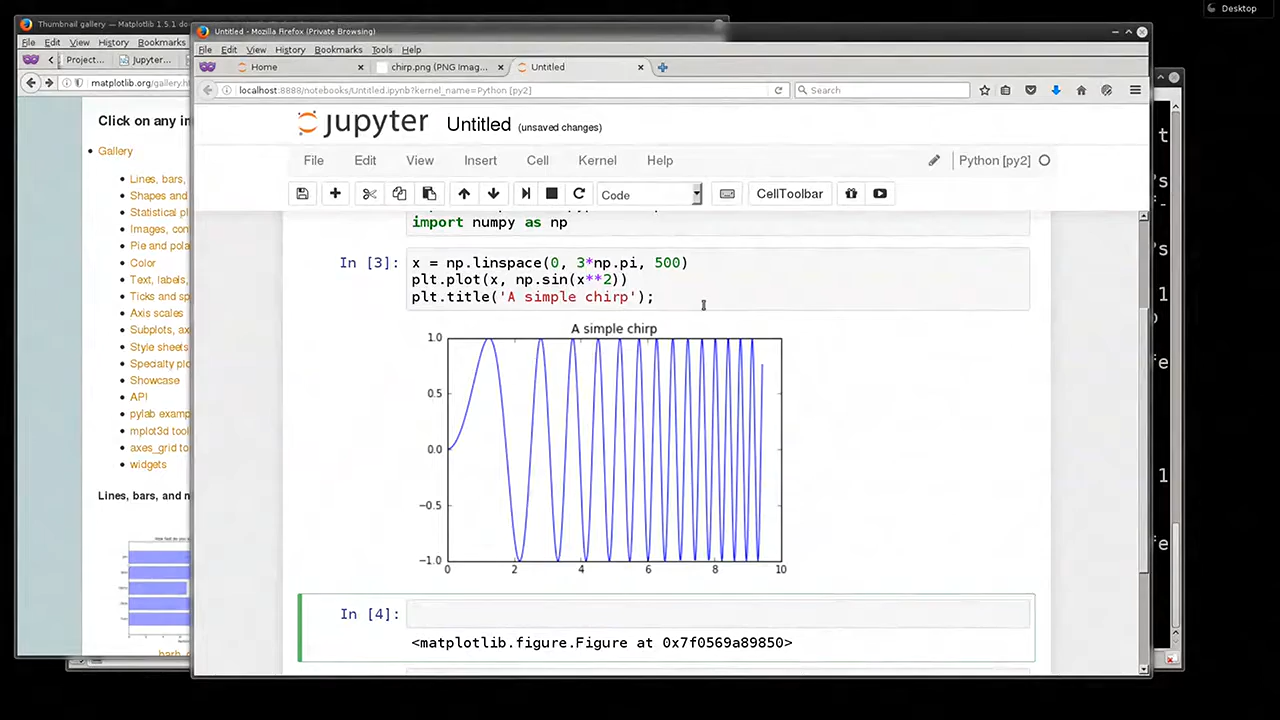 Desktop
Thumbnail gallery — Matplotlib 1.5.1 do
File Edit View History Bookmarks
Project... Jupyter...
matplotlib.org/gallery.h
Click on any in
Gallery
Lines, bars,
Shapes and
Statistical pl
Images, con
Pie and pola
Color
Text, labels,
Ticks and sp
Axis scales
Subplots, ax
Style sheets
Specialty plo
Showcase
API
pylab examp
mplot3d tool
axes_grid to
widgets
Lines, bars, and m
Untitled - Mozilla Firefox (Private Browsing)
File Edit View History Bookmarks Tools Help
Home chirp.png (PNG Imag... Untitled
localhost:8888/notebooks/Untitled.ipynb?kernel_name=Python [py2] Search
jupyter Untitled (unsaved changes)
File Edit View Insert Cell Kernel Help Python [py2]
Code CellToolbar
import numpy as np
In [3]: x = np.linspace(0, 3*np.pi, 500)
plt.plot(x, np.sin(x**2))
plt.title('A simple chirp');
A simple chirp
1.0
0.5
0.0
−0.5
−1.0
0 2 4 6 8 10
In [4]:
<matplotlib.figure.Figure at 0x7f0569a89850>
t
's
f-
's
l
fe
l
fe